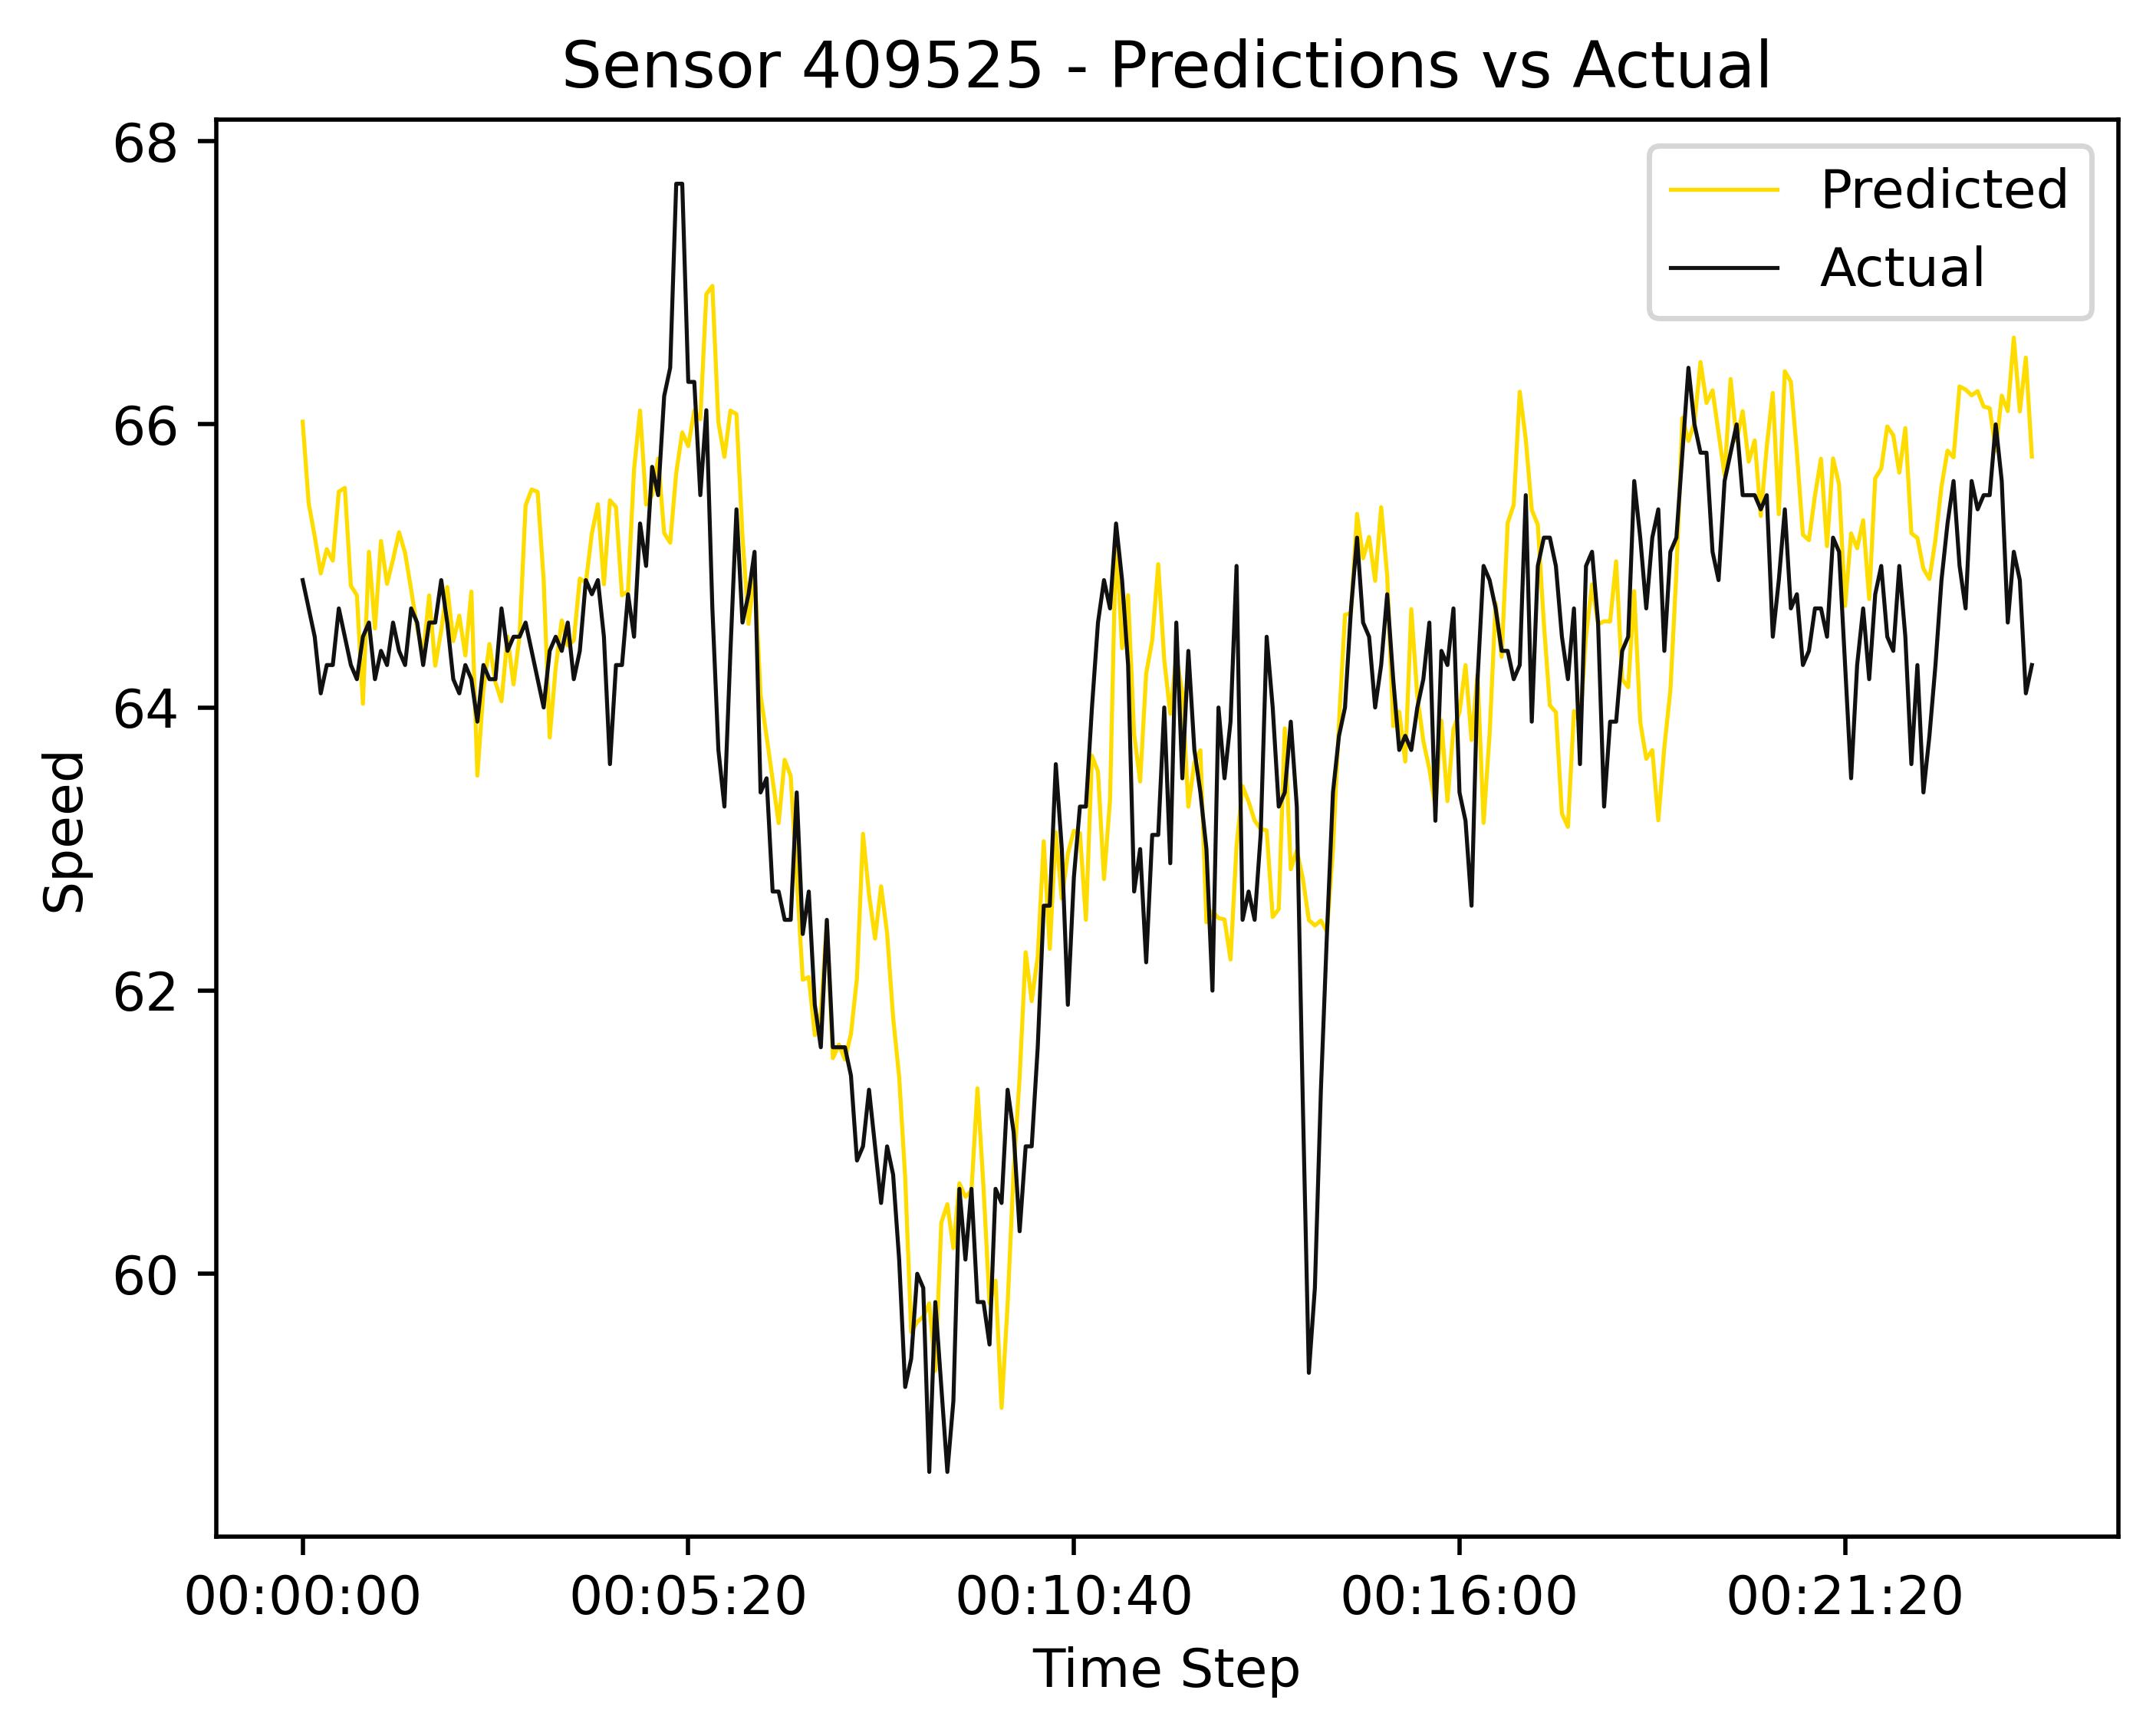 Sensor 409525 - Predictions vs Actual
68
66
64
62
60
Speed
Predicted
Actual
00:00:00
00:05:20
00:10:40
00:16:00
00:21:20
Time Step